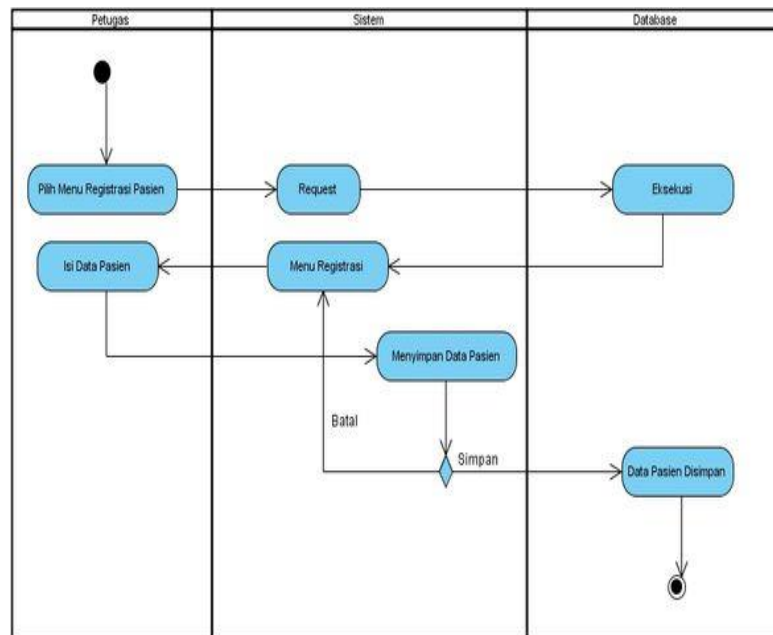 Petugas
Sistem
Database
Pilih Menu Registrasi Pasien
Request
Eksekusi
Isi Data Pasien
Menu Registrasi
Menyimpan Data Pasien
Batal
Simpan
Data Pasien Disimpan